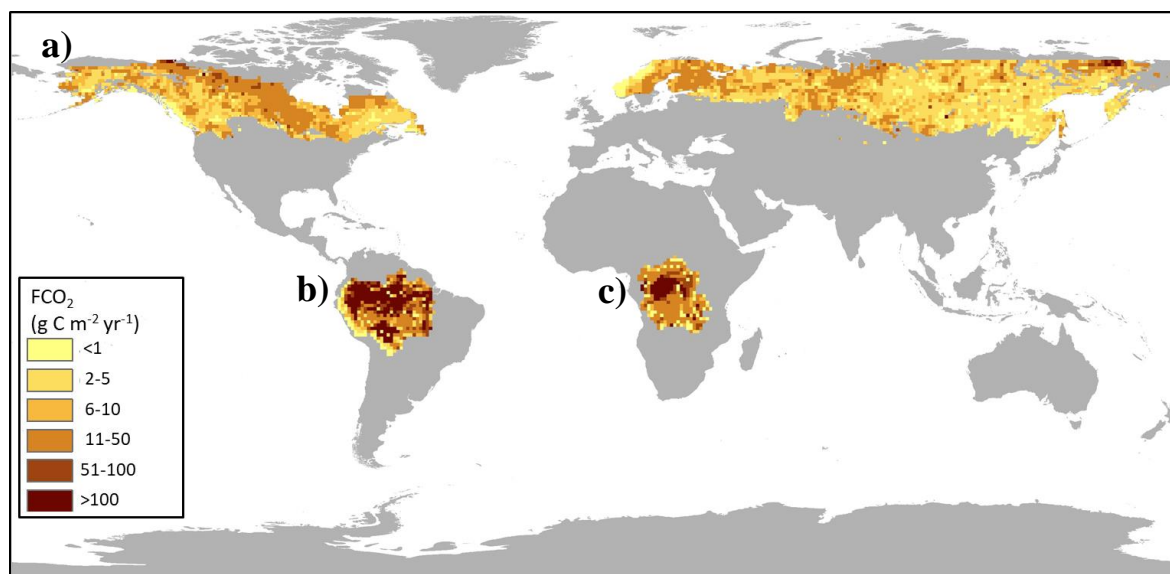 a)
b)
c)
FCO₂
(g C m⁻² yr⁻¹)
<1
2-5
6-10
11-50
51-100
>100